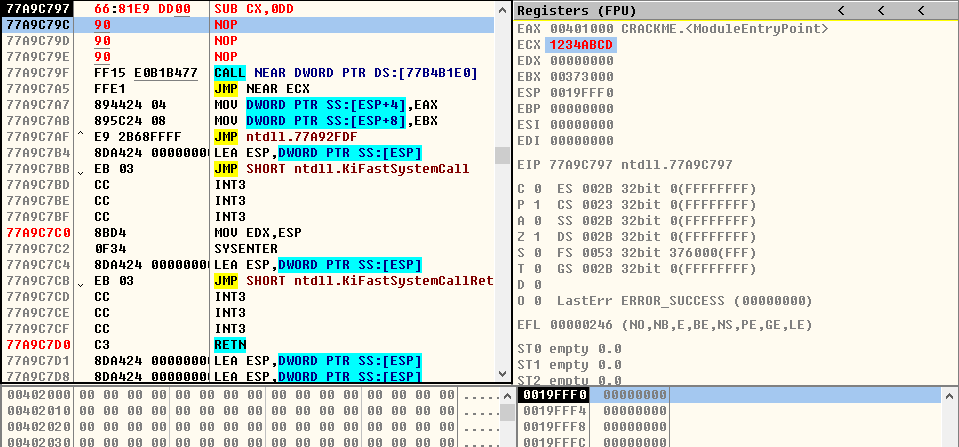 77A9C797 66:81E9 DD00 SUB CX,0DD
77A9C79C 90 NOP
77A9C79D 90 NOP
77A9C79E 90 NOP
77A9C79F FF15 E0B1B477 CALL NEAR DWORD PTR DS:[77B4B1E0]
77A9C7A5 FFE1 JMP NEAR ECX
77A9C7A7 894424 04 MOV DWORD PTR SS:[ESP+4],EAX
77A9C7AB 895C24 08 MOV DWORD PTR SS:[ESP+8],EBX
77A9C7AF ^ E9 2B68FFFF JMP ntdll.77A92FDF
77A9C7B4 8DA424 00000000 LEA ESP,DWORD PTR SS:[ESP]
77A9C7BB ˇ EB 03 JMP SHORT ntdll.KiFastSystemCall
77A9C7BD CC INT3
77A9C7BE CC INT3
77A9C7BF CC INT3
77A9C7C0 8BD4 MOV EDX,ESP
77A9C7C2 0F34 SYSENTER
77A9C7C4 8DA424 00000000 LEA ESP,DWORD PTR SS:[ESP]
77A9C7CB ˇ EB 03 JMP SHORT ntdll.KiFastSystemCallRet
77A9C7CD CC INT3
77A9C7CE CC INT3
77A9C7CF CC INT3
77A9C7D0 C3 RETN
77A9C7D1 8DA424 00000000 LEA ESP,DWORD PTR SS:[ESP]
77A9C7D8 8DA424 00000000 LEA ESP,DWORD PTR SS:[ESP]
Registers (FPU) < < <
EAX 00401000 CRACKME.<ModuleEntryPoint>
ECX 1234ABCD
EDX 00000000
EBX 00373000
ESP 0019FFF0
EBP 00000000
ESI 00000000
EDI 00000000
EIP 77A9C797 ntdll.77A9C797
C 0 ES 002B 32bit 0(FFFFFFFF)
P 1 CS 0023 32bit 0(FFFFFFFF)
A 0 SS 002B 32bit 0(FFFFFFFF)
Z 1 DS 002B 32bit 0(FFFFFFFF)
S 0 FS 0053 32bit 376000(FFF)
T 0 GS 002B 32bit 0(FFFFFFFF)
D 0
O 0 LastErr ERROR_SUCCESS (00000000)
EFL 00000246 (NO,NB,E,BE,NS,PE,GE,LE)
ST0 empty 0.0
ST1 empty 0.0
ST2 empty 0.0
00402000 00 00 00 00 00 00 00 00 00 00 00 00 00 00 00 00 .....
00402010 00 00 00 00 00 00 00 00 00 00 00 00 00 00 00 00 .....
00402020 00 00 00 00 00 00 00 00 00 00 00 00 00 00 00 00 .....
00402030 00 00 00 00 00 00 00 00 00 00 00 00 00 00 00 00 .....
0019FFF0 00000000
0019FFF4 00000000
0019FFF8 00000000
0019FFFC 00000000